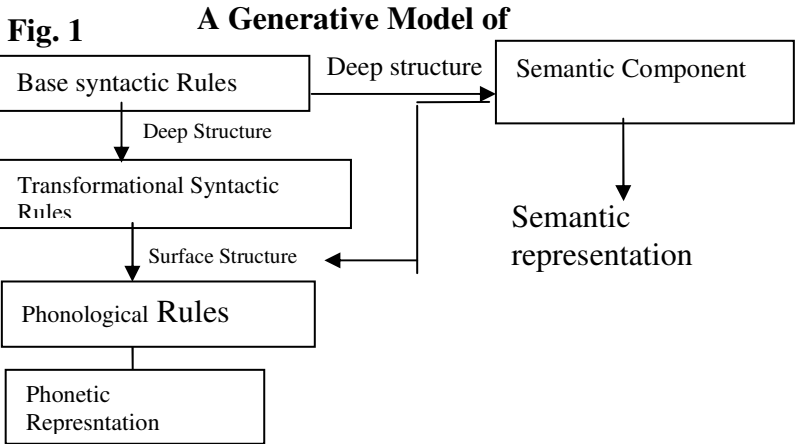 Fig. 1
A Generative Model of
Base syntactic Rules
Deep structure
Semantic Component
Deep Structure
Transformational Syntactic
Rules
Semantic
representation
Surface Structure
Phonological Rules
Phonetic
Represntation